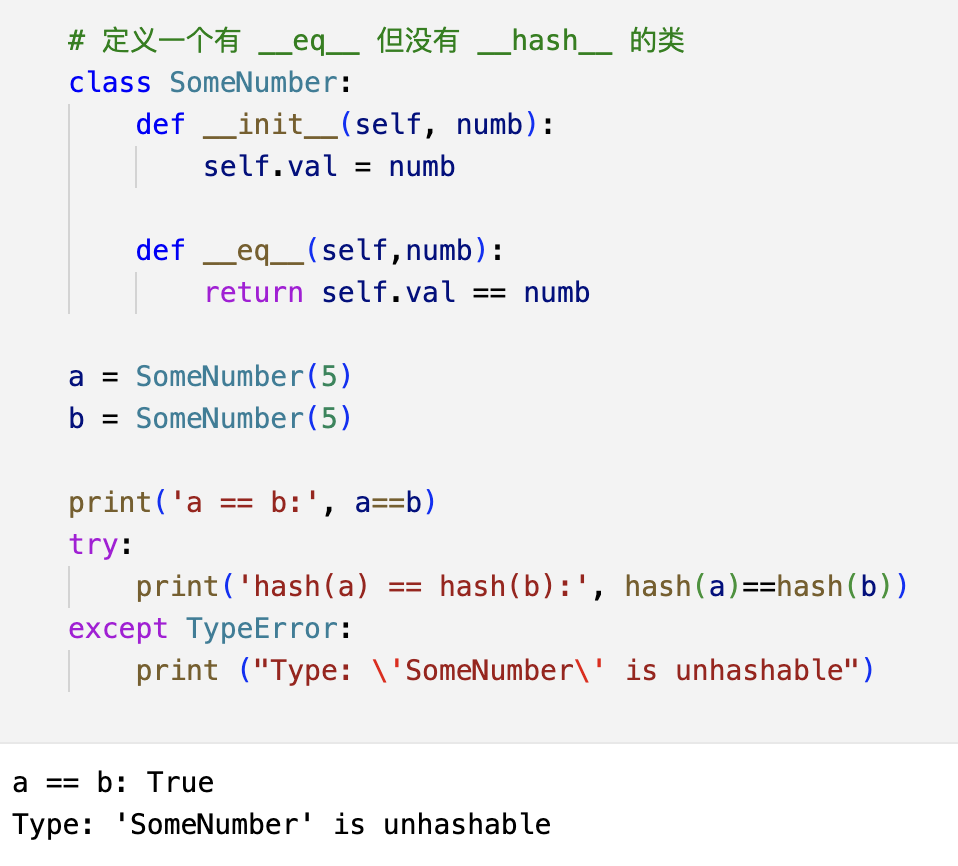 # 定义一个有 __eq__ 但没有 __hash__ 的类
class SomeNumber:
    def __init__(self, numb):
        self.val = numb

    def __eq__(self,numb):
        return self.val == numb

a = SomeNumber(5)
b = SomeNumber(5)

print('a == b:', a==b)
try:
    print('hash(a) == hash(b):', hash(a)==hash(b))
except TypeError:
    print ("Type: \'SomeNumber\' is unhashable")

a == b: True
Type: 'SomeNumber' is unhashable